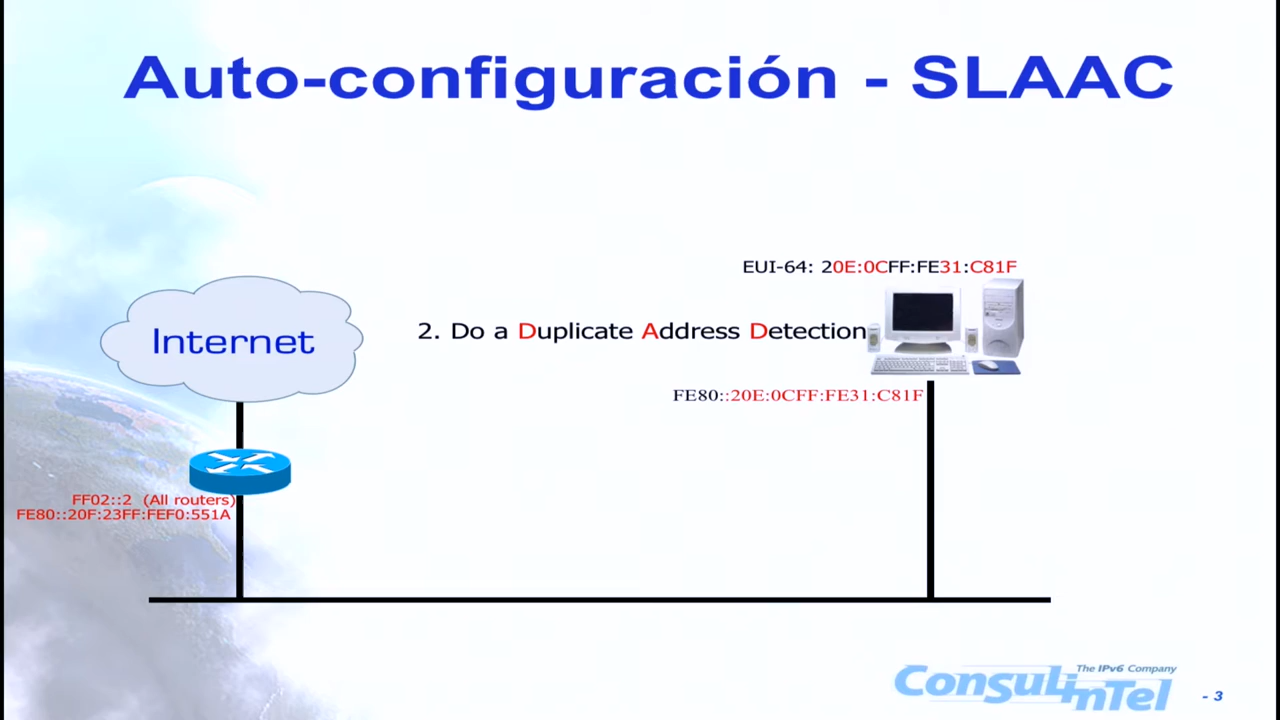 Auto-configuración - SLAAC
EUI-64: 20E:0CFF:FE31:C81F
Internet
2. Do a Duplicate Address Detection
FE80::20E:0CFF:FE31:C81F
FF02::2 (All routers)
FE80::20F:23FF:FEF0:551A
The IPv6 Company
ConsulinTel
- 3